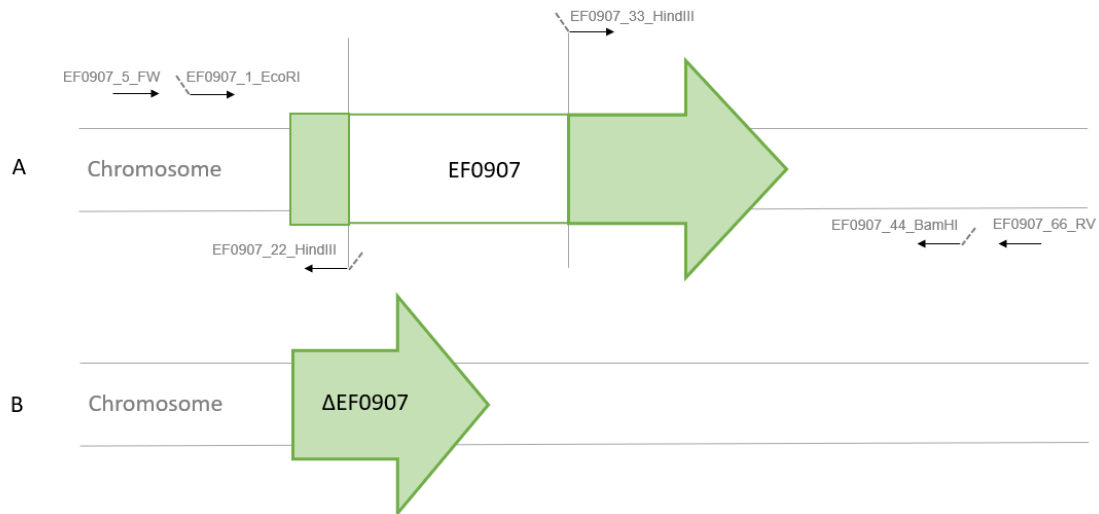 EF0907_33_HindIII
EF0907_5_FW
EF0907_1_EcoRI
A
Chromosome
EF0907
EF0907_44_BamHI
EF0907_66_RV
EF0907_22_HindIII
B
Chromosome
ΔEF0907